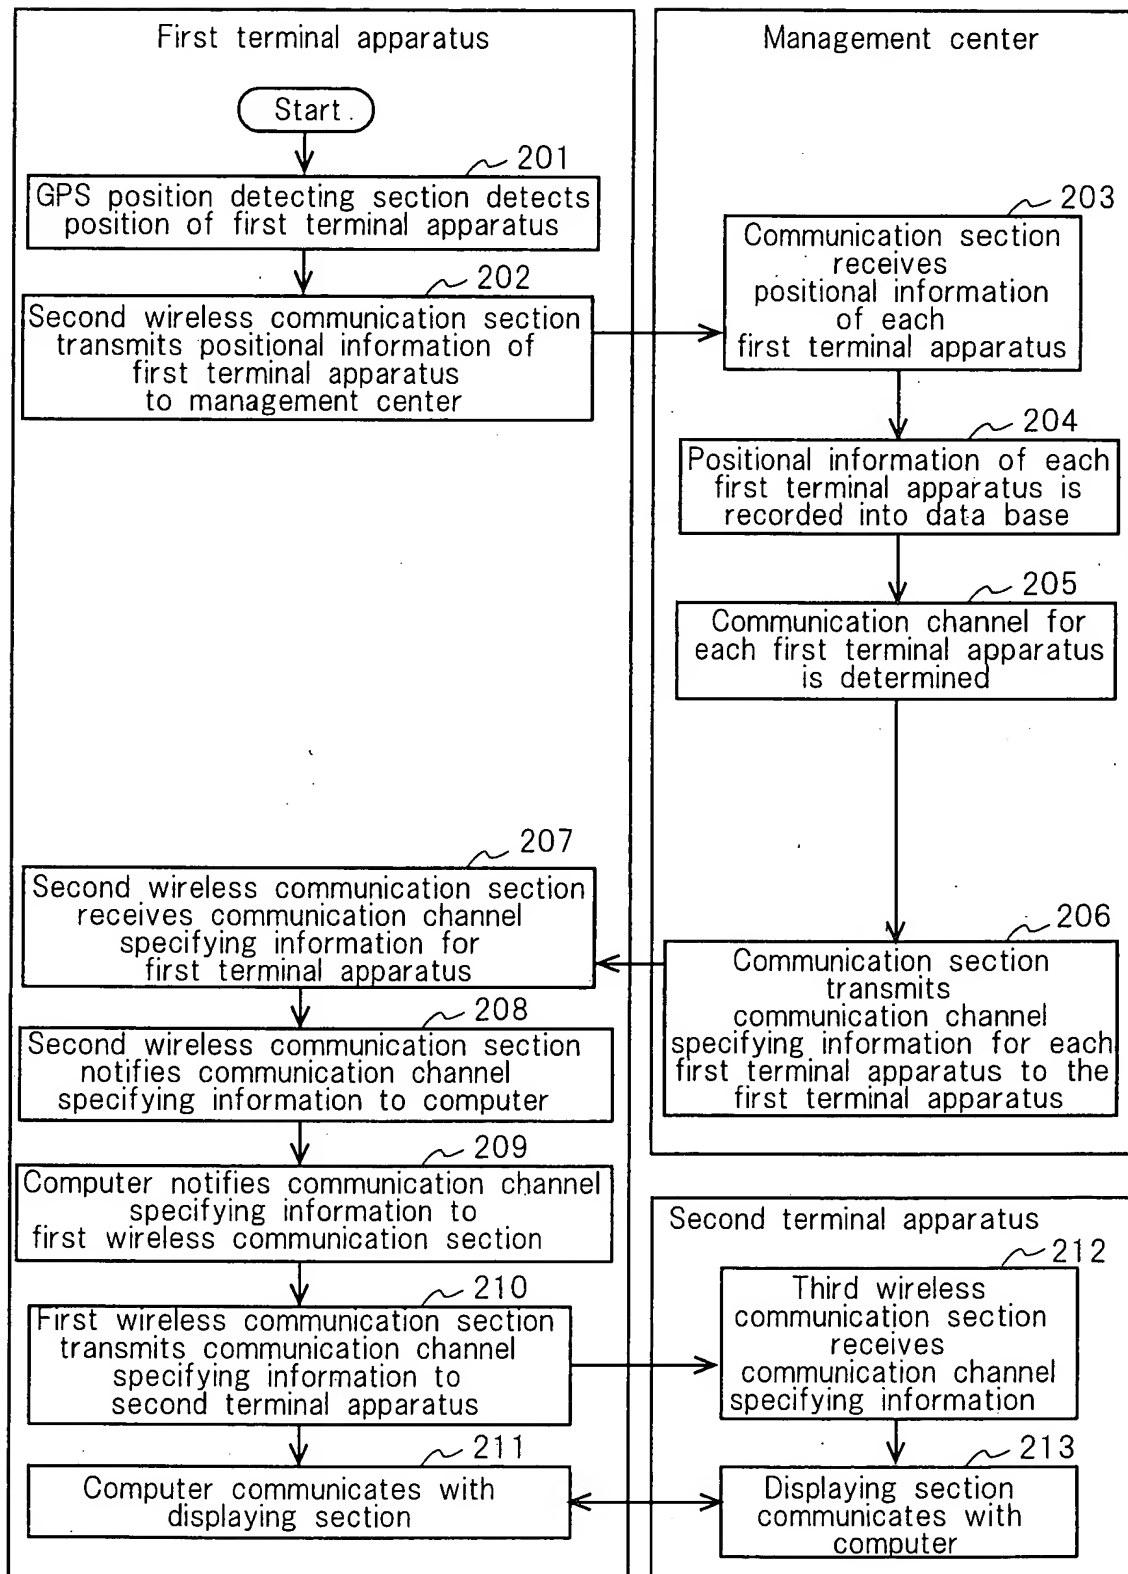 First terminal apparatus
Start
201
GPS position detecting section detects
position of first terminal apparatus
202
Second wireless communication section
transmits positional information of
first terminal apparatus
to management center
207
Second wireless communication section
receives communication channel
specifying information for
first terminal apparatus
208
Second wireless communication section
notifies communication channel
specifying information to computer
209
Computer notifies communication channel
specifying information to
first wireless communication section
210
First wireless communication section
transmits communication channel
specifying information to
second terminal apparatus
211
Computer communicates with
displaying section
Management center
203
Communication section
receives
positional information
of each
first terminal apparatus
204
Positional information of each
first terminal apparatus is
recorded into data base
205
Communication channel for
each first terminal apparatus
is determined
206
Communication section
transmits
communication channel
specifying information for each
first terminal apparatus to the
first terminal apparatus
Second terminal apparatus
212
Third wireless
communication section
receives
communication channel
specifying information
213
Displaying section
communicates with
computer